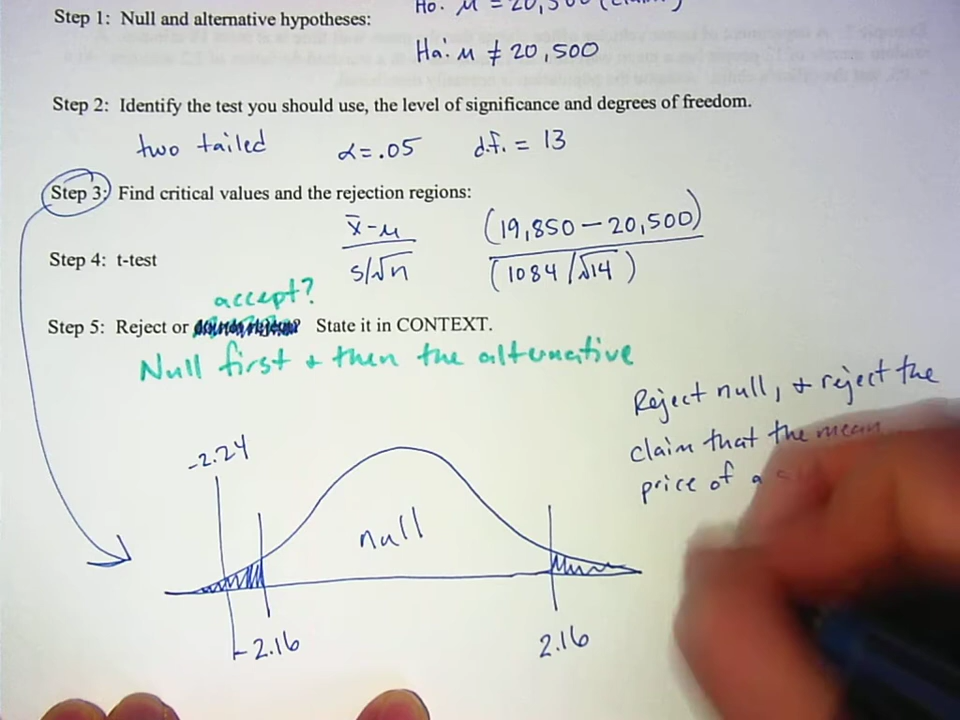 Step 1: Null and alternative hypotheses:
Ho: μ = 20,500 (claim)
Ha: μ ≠ 20,500
Step 2: Identify the test you should use, the level of significance and degrees of freedom.
two tailed α = .05 d.f. = 13
Step 3: Find critical values and the rejection regions:
x̄-μ (19,850 - 20,500)
Step 4: t-test
s/√n (1084/√14)
accept?
Step 5: Reject or State it in CONTEXT.
Null first + then the alternative
Reject null, + reject the
claim that the mean
price of a
-2.24
null
-2.16 2.16